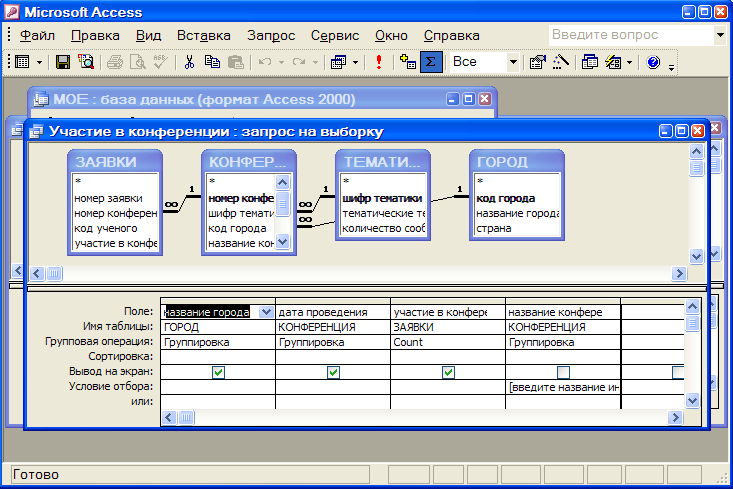 Microsoft Access
Файл Правка Вид Вставка Запрос Сервис Окно Справка Введите вопрос
Все
МОЕ : база данных (формат Access 2000)
Участие в конференции : запрос на выборку
ЗАЯВКИ КОНФЕР... ТЕМАТИ... ГОРОД
* * * *
номер заявки номер конфе шифр тематики код города
номер конферен шифр темати тематические те название города
код ученого код города количество сооб страна
участие в конфе название кон
∞ 1 ∞ 1 1
∞
Поле: название города дата проведения участие в конфере название конфере
Имя таблицы: ГОРОД КОНФЕРЕНЦИЯ ЗАЯВКИ КОНФЕРЕНЦИЯ
Групповая операция: Группировка Группировка Count Группировка
Сортировка:
Вывод на экран:
Условие отбора: [введите название ин
или:
Готово